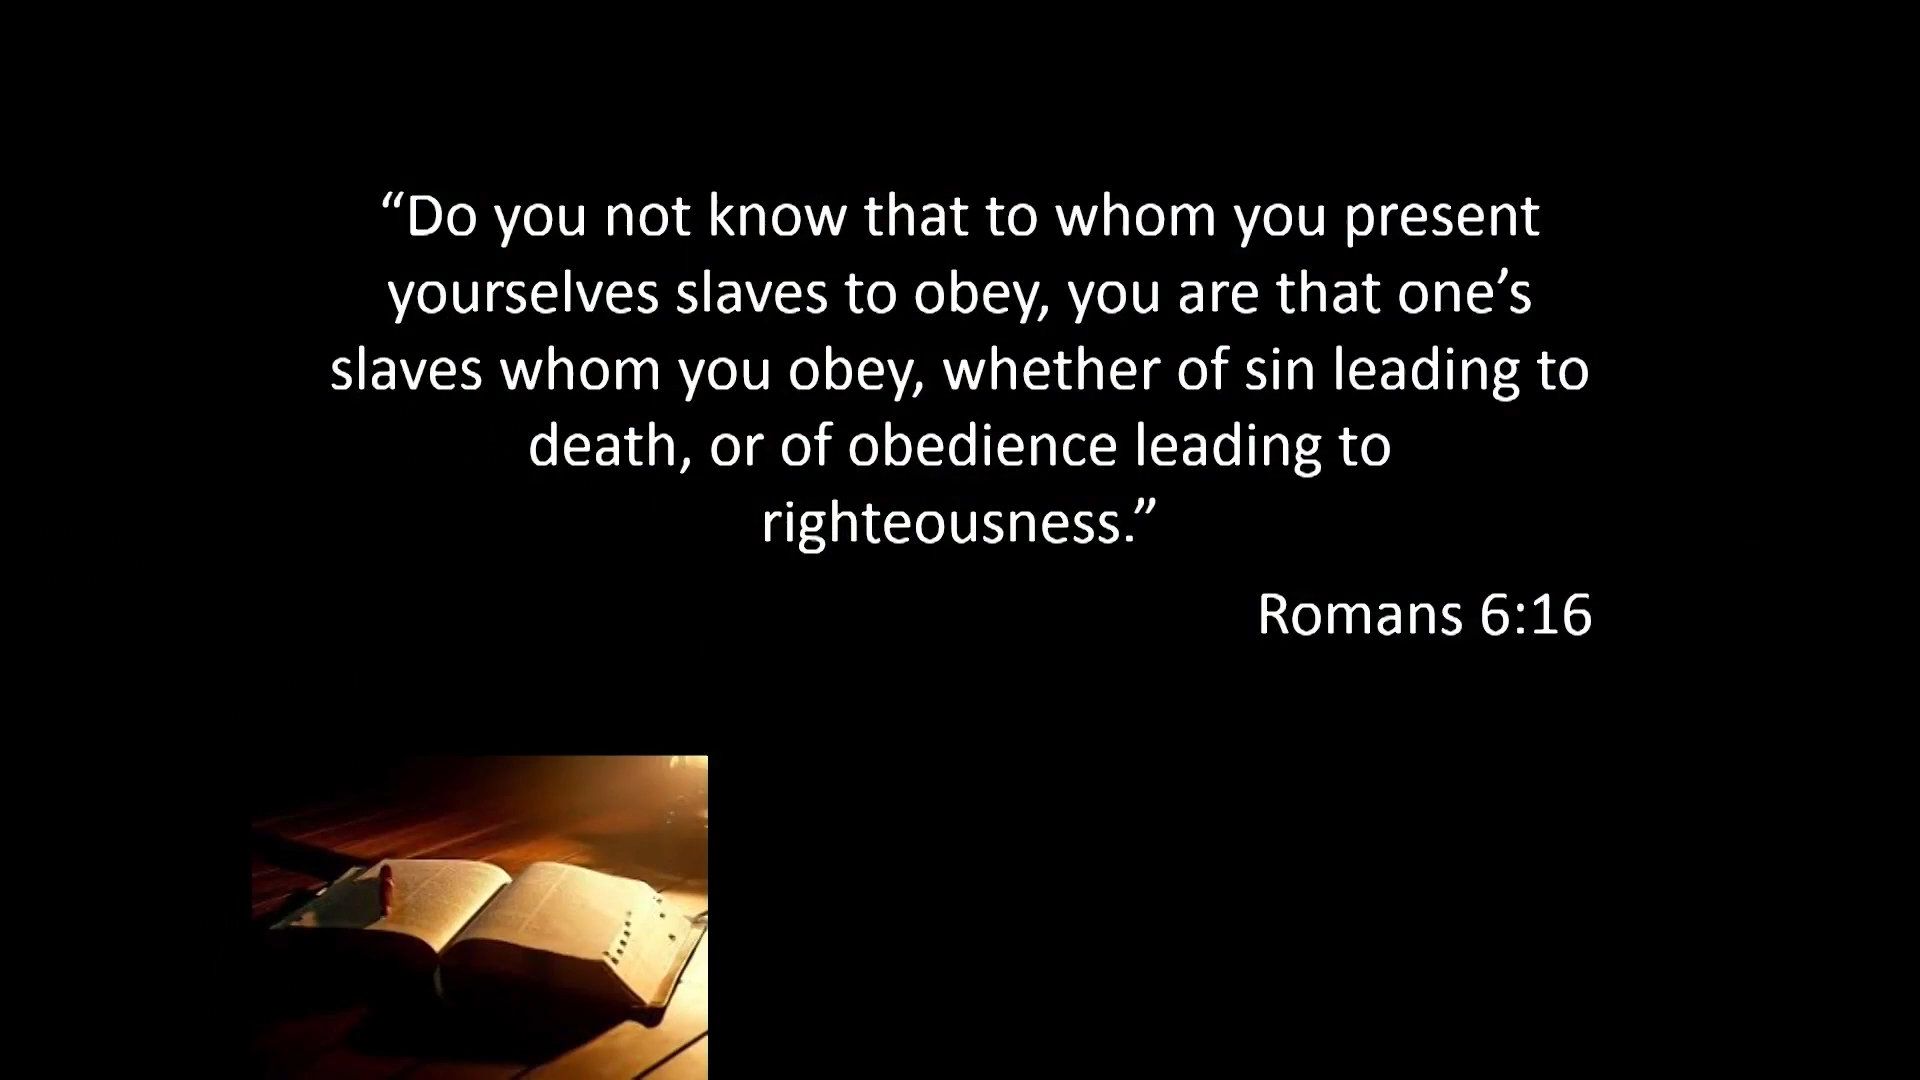 “Do you not know that to whom you present
yourselves slaves to obey, you are that one’s
slaves whom you obey, whether of sin leading to
death, or of obedience leading to
righteousness.”
Romans 6:16